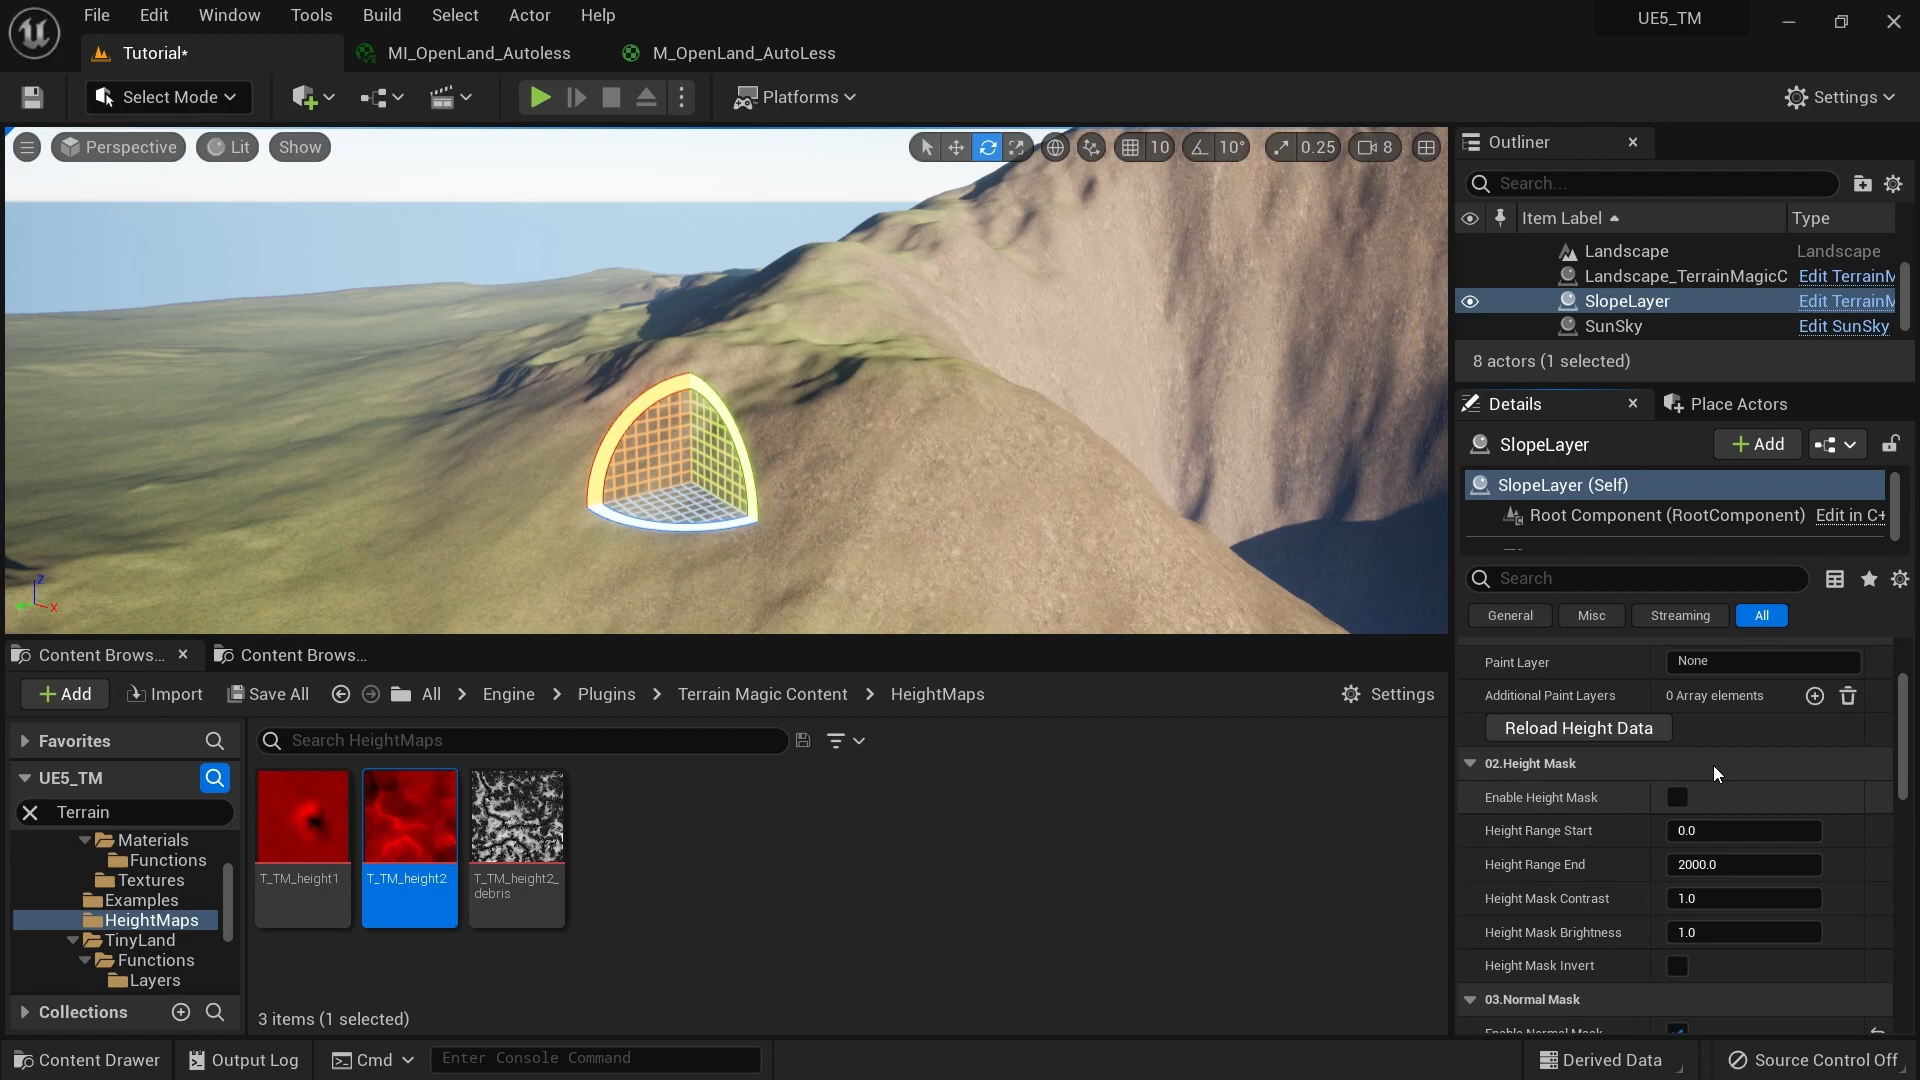 File Edit Window Tools Build Select Actor Help
UE5_TM
Tutorial* MI_OpenLand_Autoless M_OpenLand_AutoLess
Select Mode Platforms Settings
Perspective Lit Show 10 10° 0.25 8
Outliner
Search...
Item Label Type
Landscape Landscape
Landscape_TerrainMagicC Edit TerrainM
SlopeLayer Edit TerrainM
SunSky Edit SunSky
8 actors (1 selected)
Details Place Actors
SlopeLayer Add
SlopeLayer (Self)
Root Component (RootComponent) Edit in C+
Search
General Misc Streaming All
Paint Layer None
Additional Paint Layers 0 Array elements
Reload Height Data
02.Height Mask
Enable Height Mask
Height Range Start 0.0
Height Range End 2000.0
Height Mask Contrast 1.0
Height Mask Brightness 1.0
Height Mask Invert
03.Normal Mask
Enable Normal Mask
Z
X
Content Brows... Content Brows...
Add Import Save All All > Engine > Plugins > Terrain Magic Content > HeightMaps Settings
Favorites
UE5_TM
Terrain
Materials
Functions
Textures
Examples
HeightMaps
TinyLand
Functions
Layers
Collections
Search HeightMaps
T_TM_height1
T_TM_height2
T_TM_height2_
debris
3 items (1 selected)
Content Drawer Output Log Cmd Enter Console Command Derived Data Source Control Off